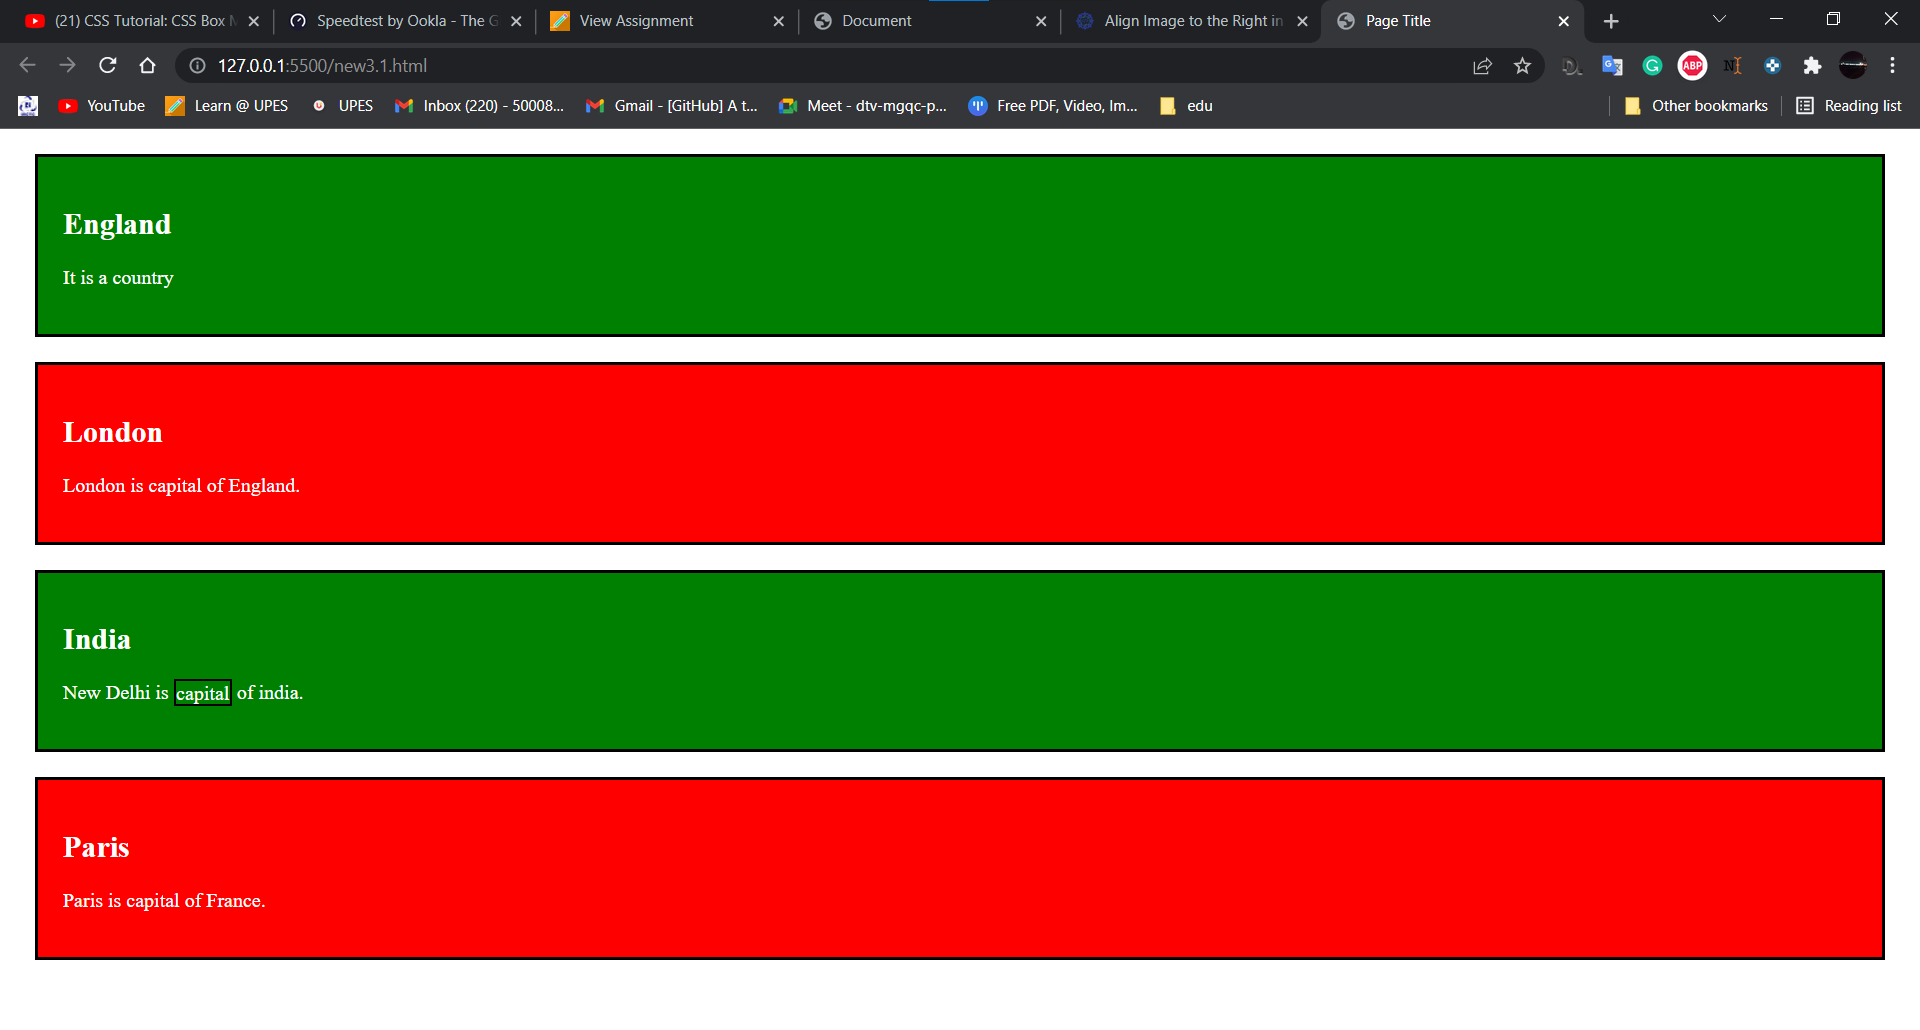 (21) CSS Tutorial: CSS Box M
Speedtest by Ookla - The G
View Assignment
Document
Align Image to the Right in
Page Title
127.0.0.1:5500/new3.1.html
ABP
YouTube
Learn @ UPES
UPES
Inbox (220) - 50008...
Gmail - [GitHub] A t...
Meet - dtv-mgqc-p...
Free PDF, Video, Im...
edu
Other bookmarks
Reading list
England
It is a country
London
London is capital of England.
India
New Delhi is capital of india.
Paris
Paris is capital of France.